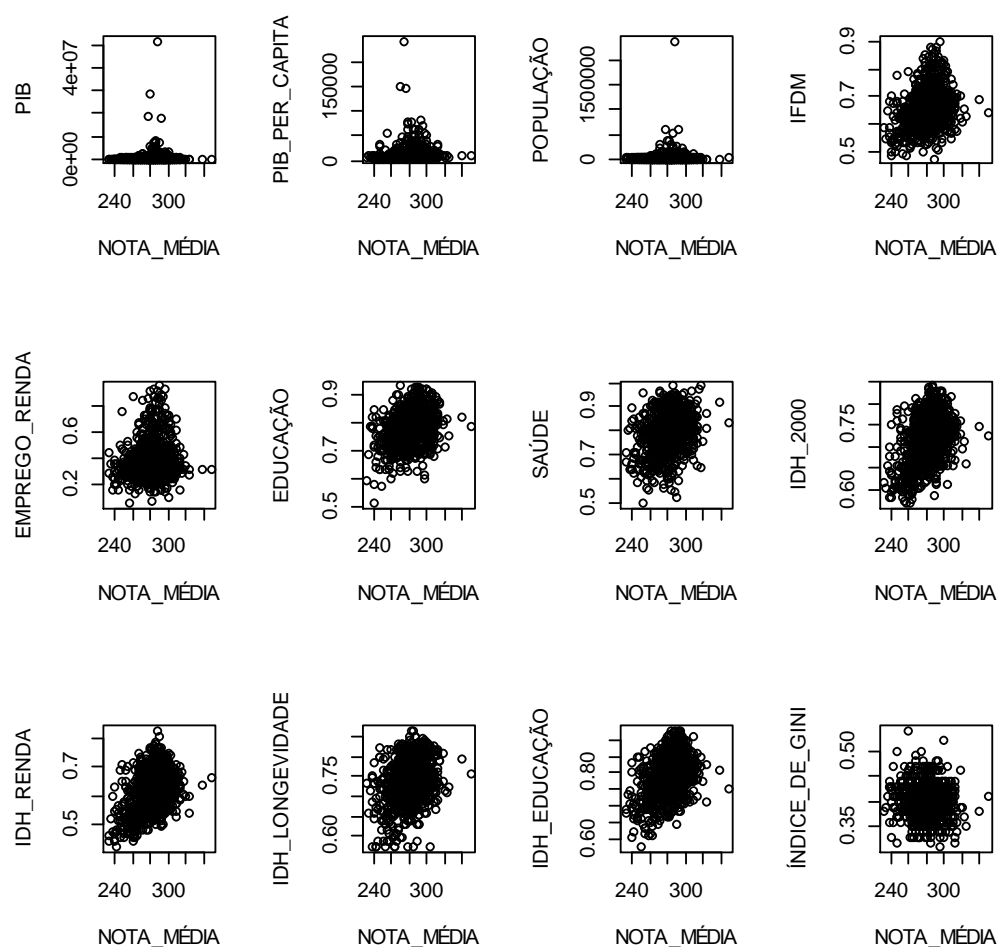 PIB
0e+00 4e+07
240 300
NOTA_MÉDIA
PIB_PER_CAPITA
0 150000
240 300
NOTA_MÉDIA
POPULAÇÃO
0 1500000
240 300
NOTA_MÉDIA
IFDM
0.5 0.7 0.9
240 300
NOTA_MÉDIA
EMPREGO_RENDA
0.2 0.6
240 300
NOTA_MÉDIA
EDUCAÇÃO
0.5 0.7 0.9
240 300
NOTA_MÉDIA
SAÚDE
0.5 0.7 0.9
240 300
NOTA_MÉDIA
IDH_2000
0.60 0.75
240 300
NOTA_MÉDIA
IDH_RENDA
0.5 0.7
240 300
NOTA_MÉDIA
IDH_LONGEVIDADE
0.60 0.75
240 300
NOTA_MÉDIA
IDH_EDUCAÇÃO
0.60 0.80
240 300
NOTA_MÉDIA
ÍNDICE_DE_GINI
0.35 0.50
240 300
NOTA_MÉDIA